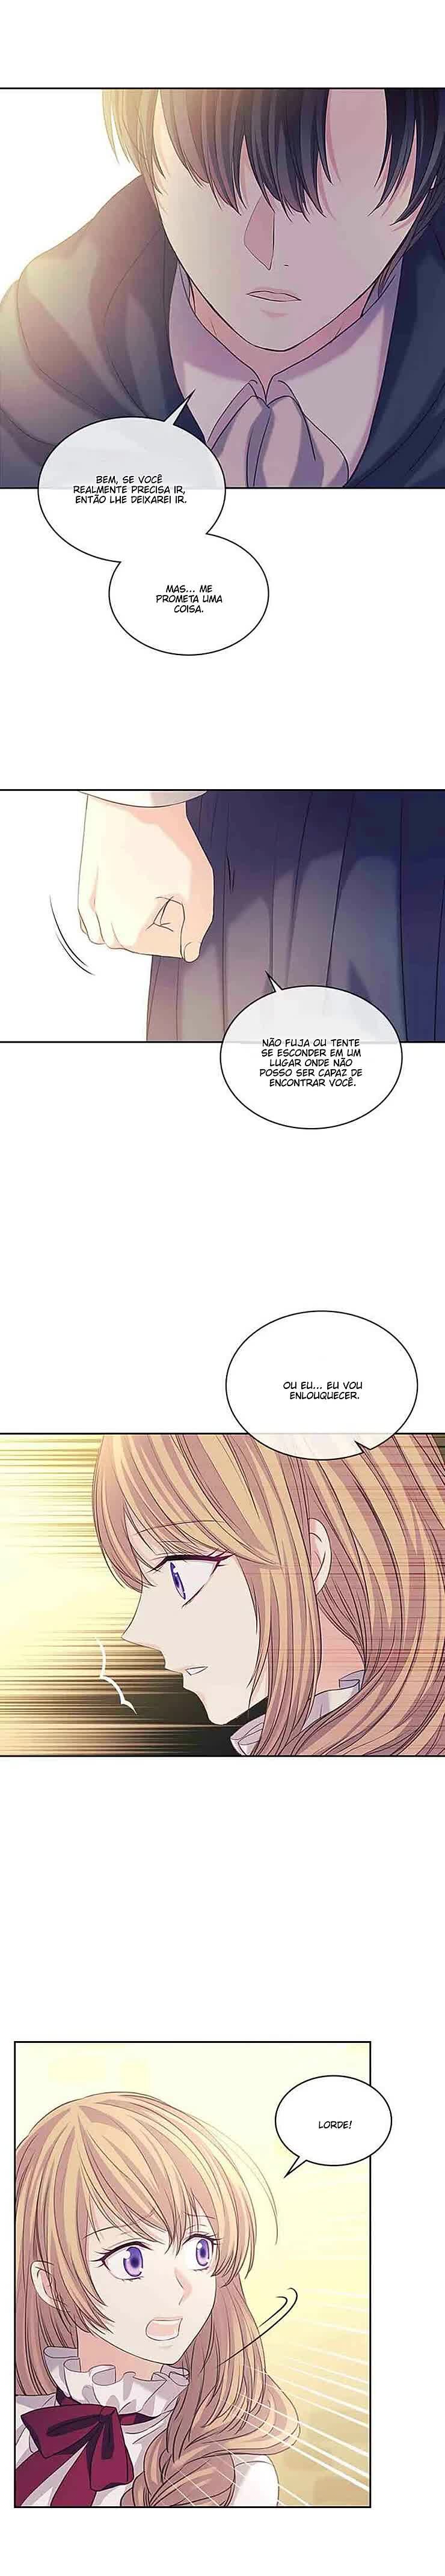 BEM, SE VOCÊ
REALMENTE PRECISA IR,
ENTÃO LHE DEIXAREI IR.
MAS... ME
PROMETA UMA
COISA.
NÃO FUJA OU TENTE
SE ESCONDER EM UM
LUGAR ONDE NÃO
POSSO SER CAPAZ DE
ENCONTRAR VOCÊ.
OU EU... EU VOU
ENLOUQUECER.
LORDE!